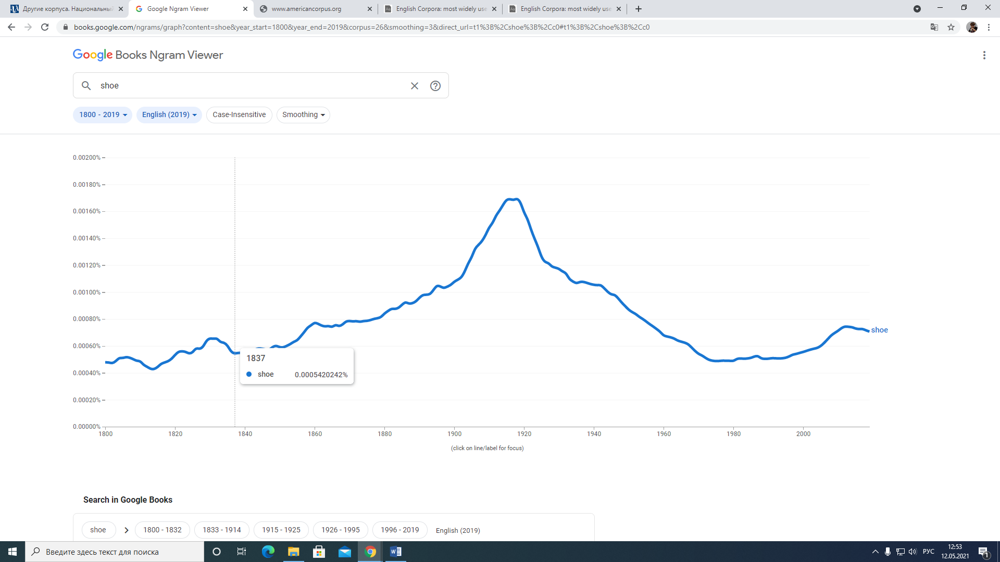 Другие корпуса. Национальный
Google Ngram Viewer
www.americancorpus.org
English Corpora: most widely use
English Corpora: most widely use
books.google.com/ngrams/graph?content=shoe&year_start=1800&year_end=2019&corpus=26&smoothing=3&direct_url=t1%3B%2Cshoe%3B%2Cc0#t1%3B%2Cshoe%3B%2Cc0
Google Books Ngram Viewer
shoe
1800 - 2019
English (2019)
Case-Insensitive
Smoothing
0.00200%
0.00180%
0.00160%
0.00140%
0.00120%
0.00100%
0.00080%
0.00060%
0.00040%
0.00020%
0.00000%
shoe
1837
shoe 0.0005420242%
1800 1820 1840 1860 1880 1900 1920 1940 1960 1980 2000
(click on line/label for focus)
Search in Google Books
shoe 1800 - 1832 1833 - 1914 1915 - 1925 1926 - 1995 1996 - 2019 English (2019)
Введите здесь текст для поиска
РУС
12:53
12.05.2021
1